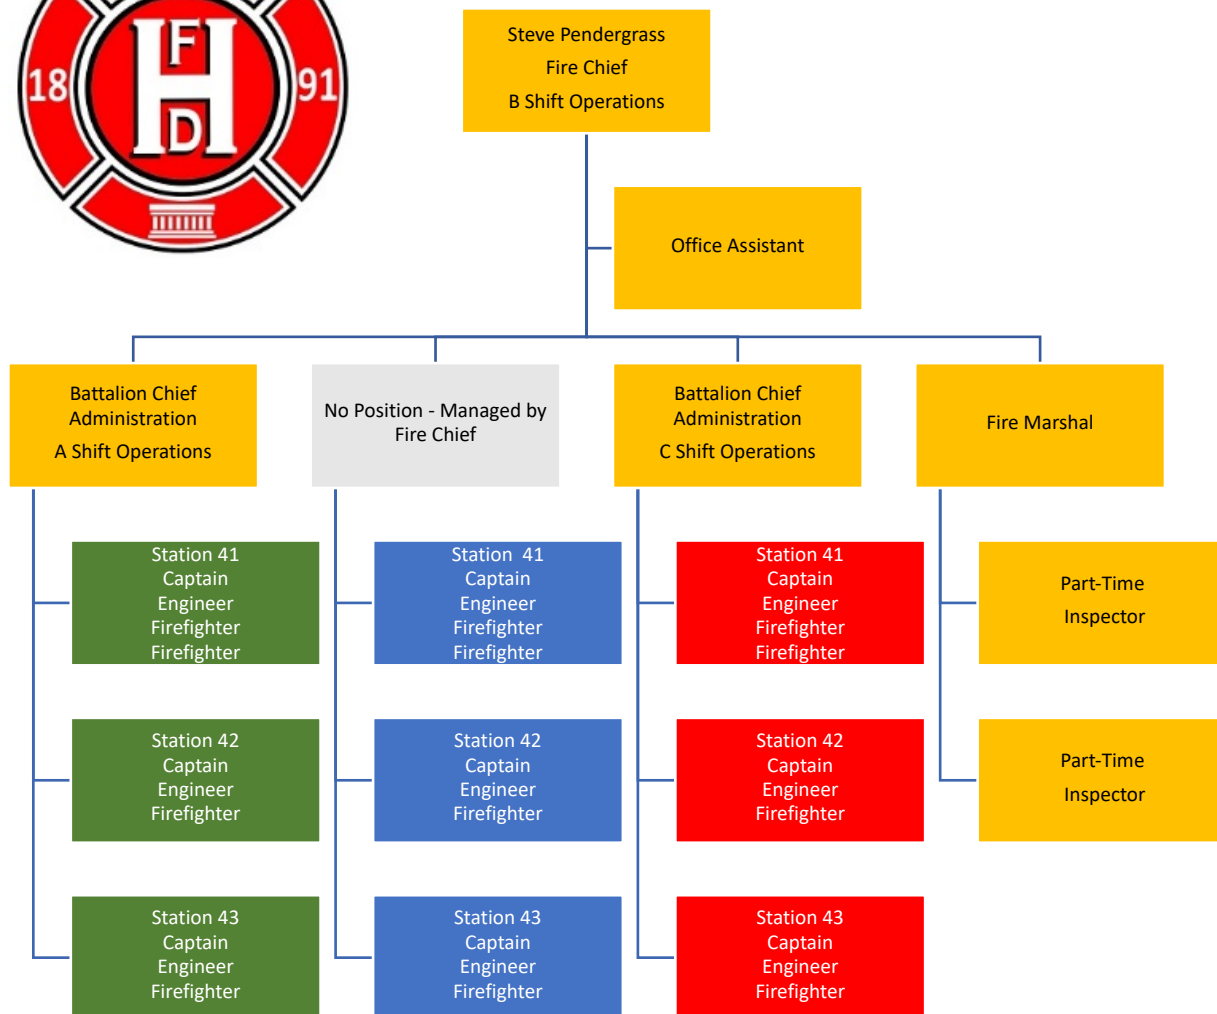 F
18 H 91
D
Steve Pendergrass
Fire Chief
B Shift Operations
Office Assistant
Battalion Chief
Administration
A Shift Operations
No Position - Managed by
Fire Chief
Battalion Chief
Administration
C Shift Operations
Fire Marshal
Station 41
Captain
Engineer
Firefighter
Firefighter
Station 41
Captain
Engineer
Firefighter
Firefighter
Station 41
Captain
Engineer
Firefighter
Firefighter
Part-Time
Inspector
Station 42
Captain
Engineer
Firefighter
Station 42
Captain
Engineer
Firefighter
Station 42
Captain
Engineer
Firefighter
Part-Time
Inspector
Station 43
Captain
Engineer
Firefighter
Station 43
Captain
Engineer
Firefighter
Station 43
Captain
Engineer
Firefighter